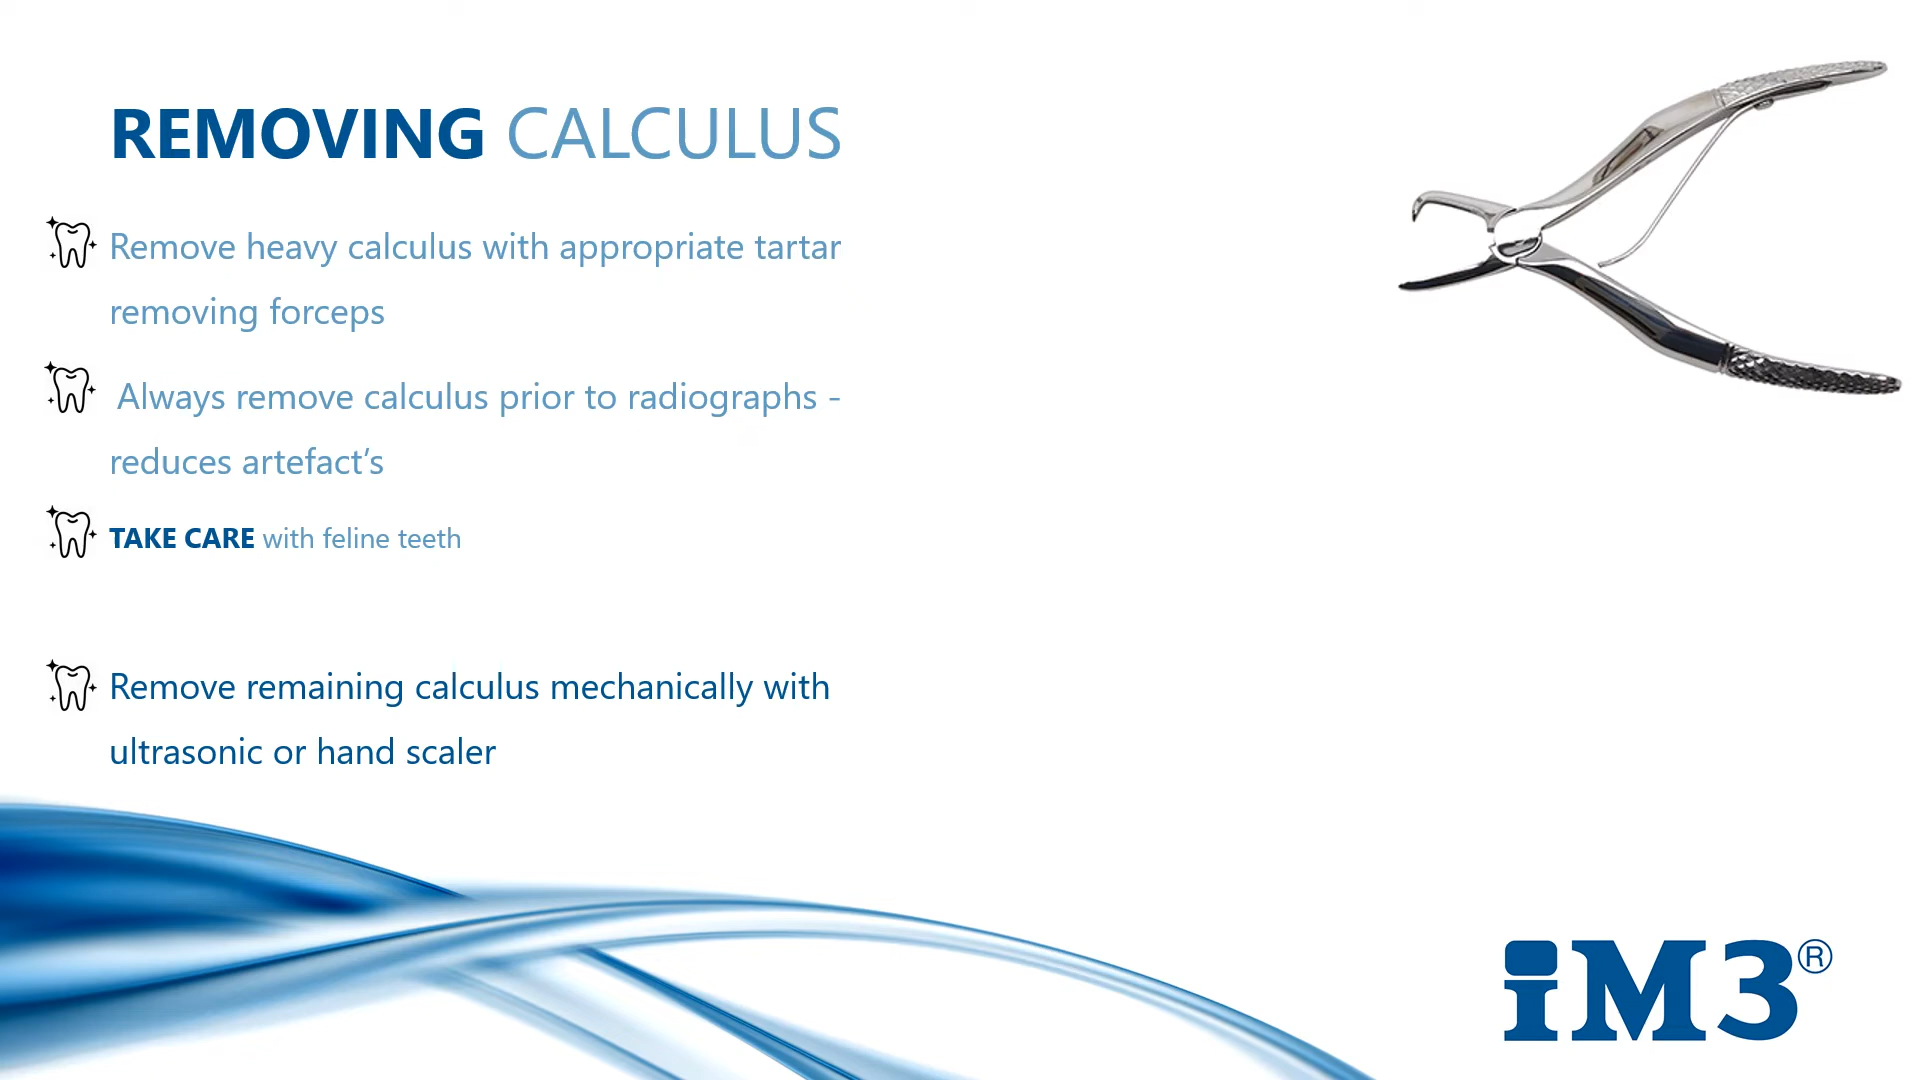 REMOVING CALCULUS
Remove heavy calculus with appropriate tartar
removing forceps
Always remove calculus prior to radiographs -
reduces artefact’s
TAKE CARE with feline teeth
Remove remaining calculus mechanically with
ultrasonic or hand scaler
iM3®